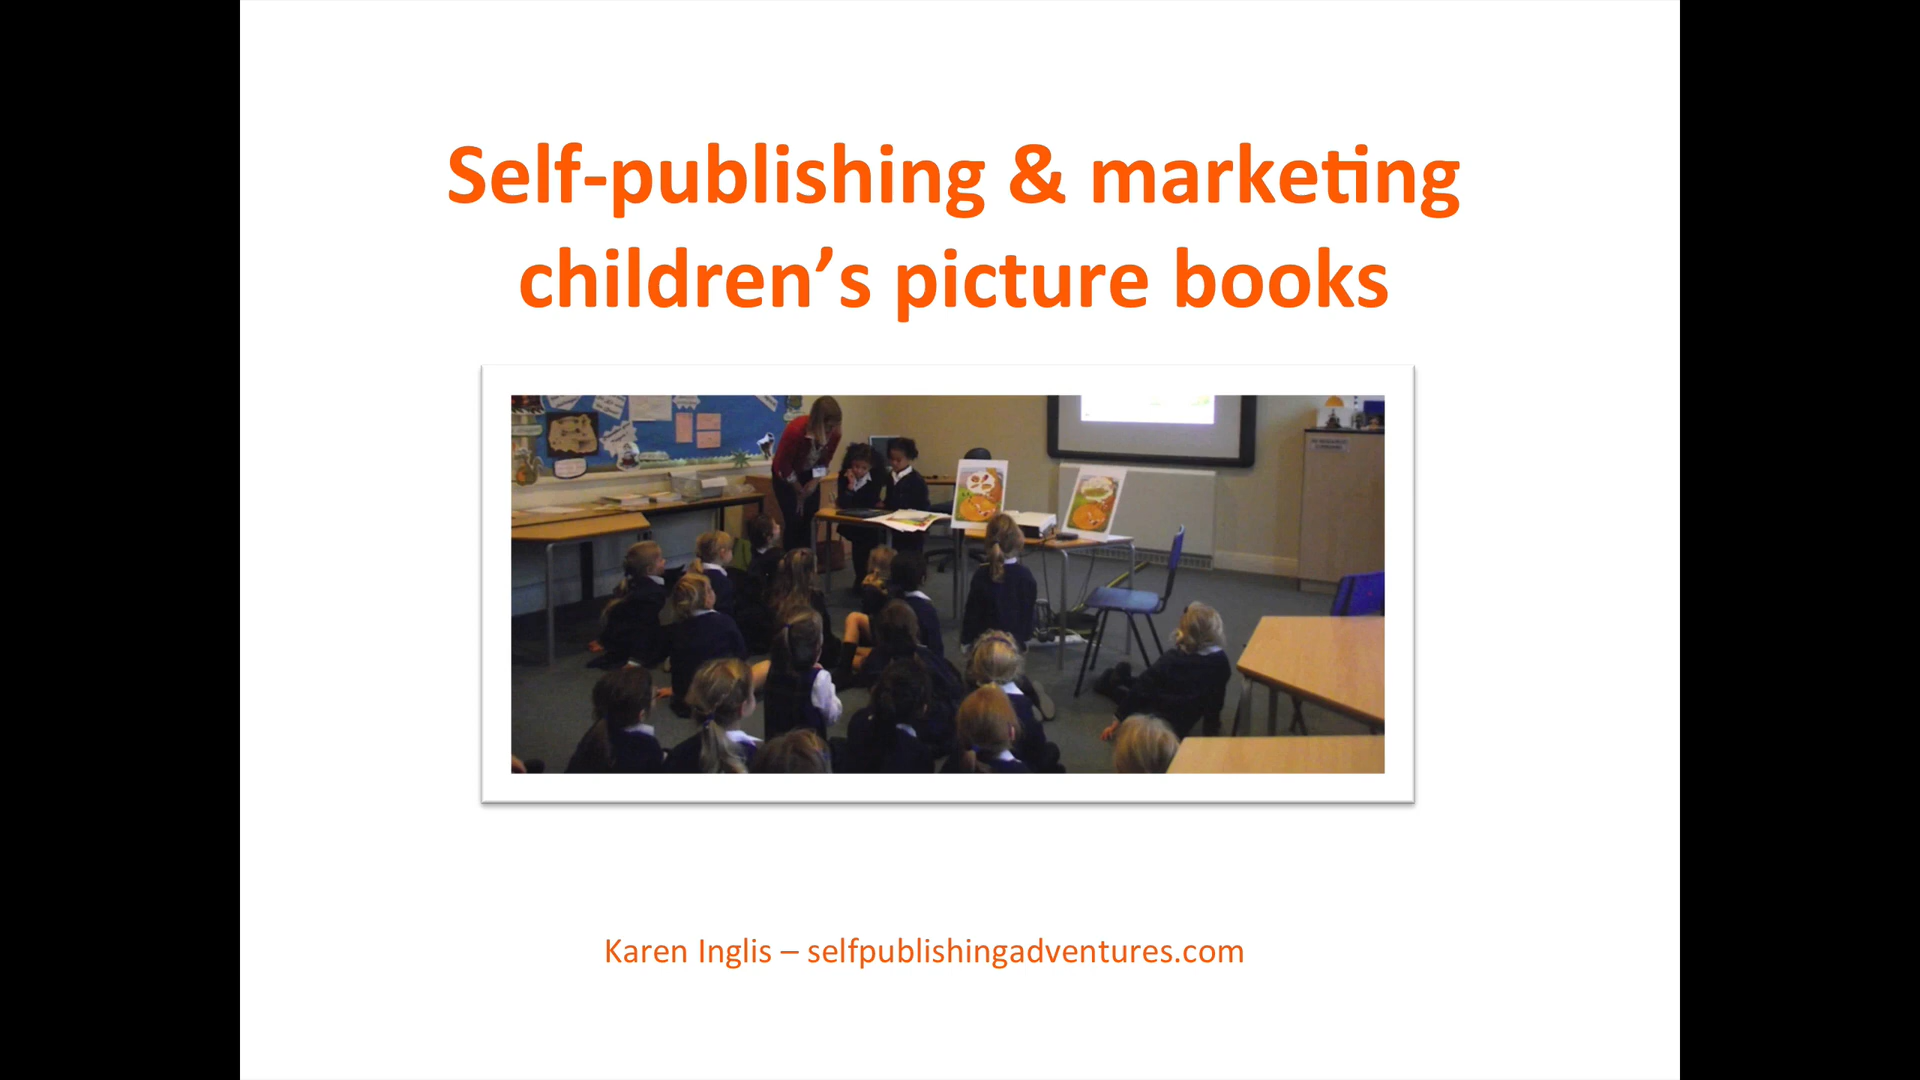 Self-publishing & marketing
children’s picture books
Karen Inglis – selfpublishingadventures.com